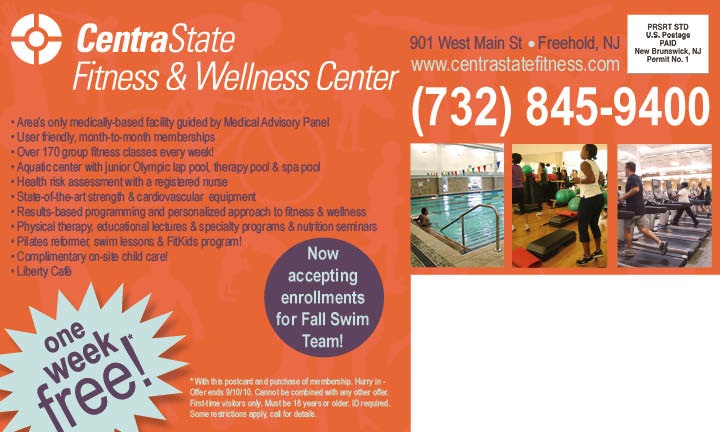 CentraState
Fitness & Wellness Center
• Area's only medically-based facility guided by Medical Advisory Panel
• User friendly, month-to-month memberships
• Over 170 group fitness classes every week!
• Aquatic center with junior Olympic lap pool, therapy pool & spa pool
• Health risk assessment with a registered nurse
• State-of-the-art strength & cardiovascular equipment
• Results-based programming and personalized approach to fitness & wellness
• Physical therapy, educational lectures & specialty programs & nutrition seminars
• Pilates reformer, swim lessons & FitKids program!
• Complimentary on-site child care!
• Liberty Café
one
week
free!*
Now
accepting
enrollments
for Fall Swim
Team!
* With this postcard and purchase of membership. Hurry in -
Offer ends 9/10/10. Cannot be combined with any other offer.
First-time visitors only. Must be 18 years or older. ID required.
Some restrictions apply, call for details.
901 West Main St • Freehold, NJ
www.centrastatefitness.com
(732) 845-9400
PRSRT STD
U.S. Postage
PAID
New Brunswick, NJ
Permit No. 1